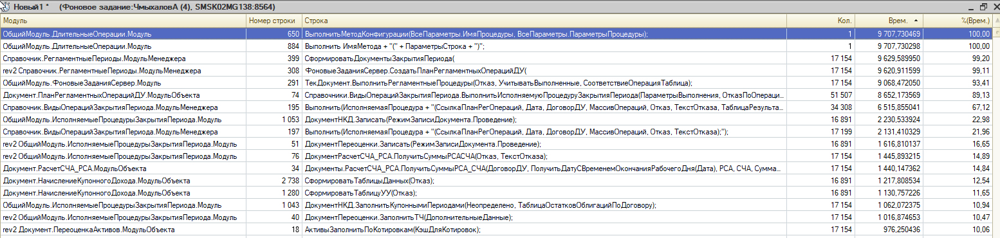 Новый1 * (Фоновое задание:ЧмыхаловА (4), SMSK02MG138:8564)
Модуль Номер строки Строка Кол. Врем. %(Врем.)
ОбщийМодуль.ДлительныеОперации.Модуль 650 ВыполнитьМетодКонфигурации(ВсеПараметры.ИмяПроцедуры, ВсеПараметры.ПараметрыПроцедуры); 1 9 707,730469 100,00
ОбщийМодуль.ДлительныеОперации.Модуль 884 Выполнить ИмяМетода + "(" + ПараметрыСтрока + ")"; 1 9 707,730298 100,00
Справочник.РегламентныеПериоды.МодульМенеджера 399 СформироватьДокументыЗакрытияПериода( 17 154 9 629,589950 99,20
rev2 Справочник.РегламентныеПериоды.МодульМенеджера 308 ФоновыеЗаданияСервер.СоздатьПланРегламентныхОперацийДУ( 17 154 9 620,911599 99,11
ОбщийМодуль.ФоновыеЗаданияСервер.Модуль 291 ТекДокумент.ВыполнитьРегламентныеПроцедуры(Отказ, УчитыватьВыполненные, СоответствиеОперацияТаблица); 17 154 9 068,472050 93,41
Документ.ПланРегламентныхОперацийДУ.МодульОбъекта 74 Справочники.ВидыОперацийЗакрытияПериода.ВыполнитьИсполняемуюПроцедуруЗакрытияПериода(ПараметрыВыполнения, ОтказПоОпераци... 51 507 8 652,173569 89,13
Справочник.ВидыОперацийЗакрытияПериода.МодульМенеджера 195 Выполнить(ИсполняемаяПроцедура + "(СсылкаПланРегОпераций, Дата, ДоговорДУ, МассивОпераций, Отказ, ТекстОтказа, ТаблицаРезульта... 34 308 6 515,855041 67,12
ОбщийМодуль.ИсполняемыеПроцедурыЗакрытияПериода.Модуль 1 053 ДокументНКД.Записать(РежимЗаписиДокумента.Проведение); 16 891 2 230,533924 22,98
Справочник.ВидыОперацийЗакрытияПериода.МодульМенеджера 197 Выполнить(ИсполняемаяПроцедура + "(СсылкаПланРегОпераций, Дата, ДоговорДУ, МассивОпераций, Отказ, ТекстОтказа);"); 17 199 2 131,410329 21,96
rev2 ОбщийМодуль.ИсполняемыеПроцедурыЗакрытияПериода.Модуль 51 ДокументПереоценки.Записать(РежимЗаписиДокумента.Проведение); 16 891 1 616,810137 16,65
rev2 ОбщийМодуль.ИсполняемыеПроцедурыЗакрытияПериода.Модуль 76 ДокументРасчетСЧА_РСА.ПолучитьСуммыРСАСЧА(Отказ, ТекстОтказа); 17 154 1 445,893215 14,89
Документ.РасчетСЧА_РСА.МодульОбъекта 34 Документы.РасчетСЧА_РСА.ПолучитьСуммыРСА_СЧА(ДоговорДУ, ПолучитьДатуСВременемОкончанияРабочегоДня(Дата), РСА, СЧА, Сумма... 17 154 1 440,147362 14,84
Документ.НачислениеКупонногоДохода.МодульОбъекта 2 738 СформироватьТаблицыДанных(Отказ); 16 891 1 217,808534 12,54
Документ.НачислениеКупонногоДохода.МодульОбъекта 1 280 СформироватьТаблицуУУ(Отказ); 16 891 1 130,757226 11,65
ОбщийМодуль.ИсполняемыеПроцедурыЗакрытияПериода.Модуль 1 043 ДокументНКД.ЗаполнитьКупоннымиПериодами(Неопределено, ТаблицаОстатковОблигацийПоДоговору); 17 154 1 062,072375 10,94
rev2 ОбщийМодуль.ИсполняемыеПроцедурыЗакрытияПериода.Модуль 40 ДокументПереоценки.ЗаполнитьТЧ(ДополнительныеДанные); 17 154 1 016,874653 10,47
rev2 Документ.ПереоценкаАктивов.МодульОбъекта 18 АктивыЗаполнитьПоКотировкам(КэшДляКотировок); 17 154 976,250436 10,06